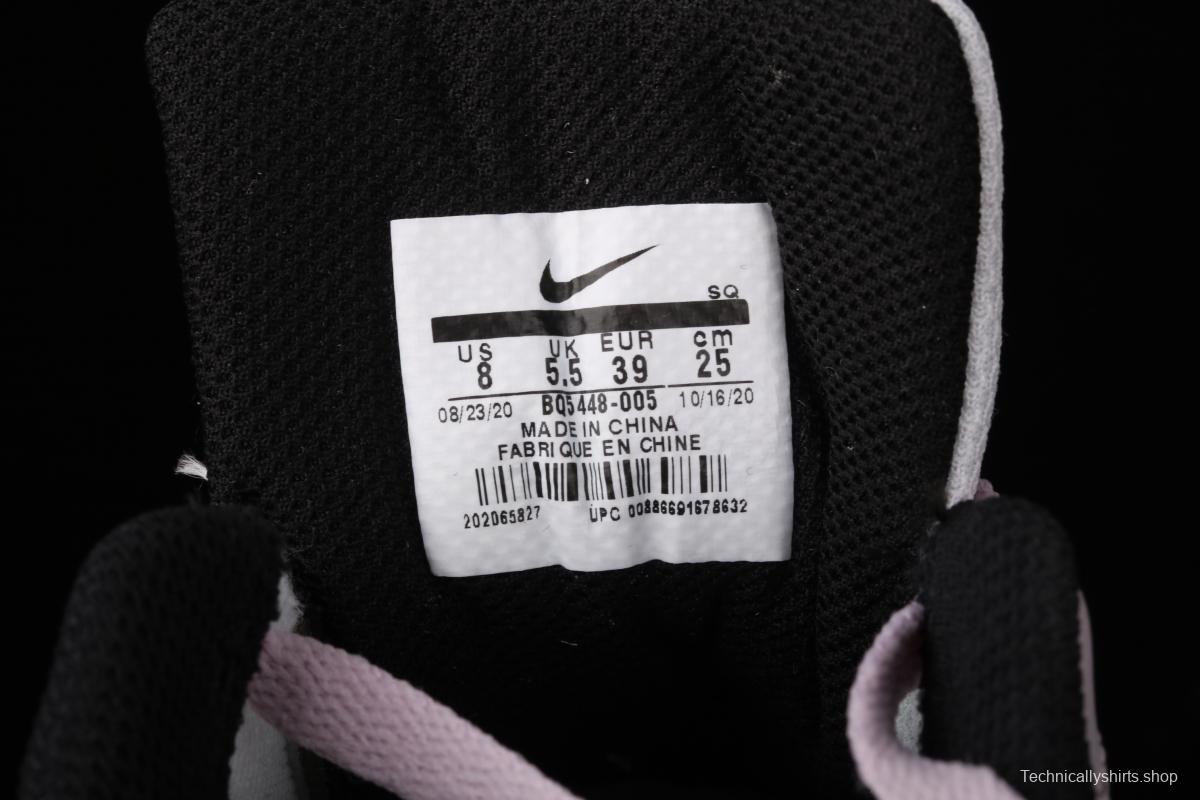 SQ
US UK EUR cm
8 5.5 39 25
08/23/20 BQ5448-005 10/16/20
MADE IN CHINA
FABRIQUE EN CHINE
202065827 UPC 00886691678632
Technicallyshirts.shop